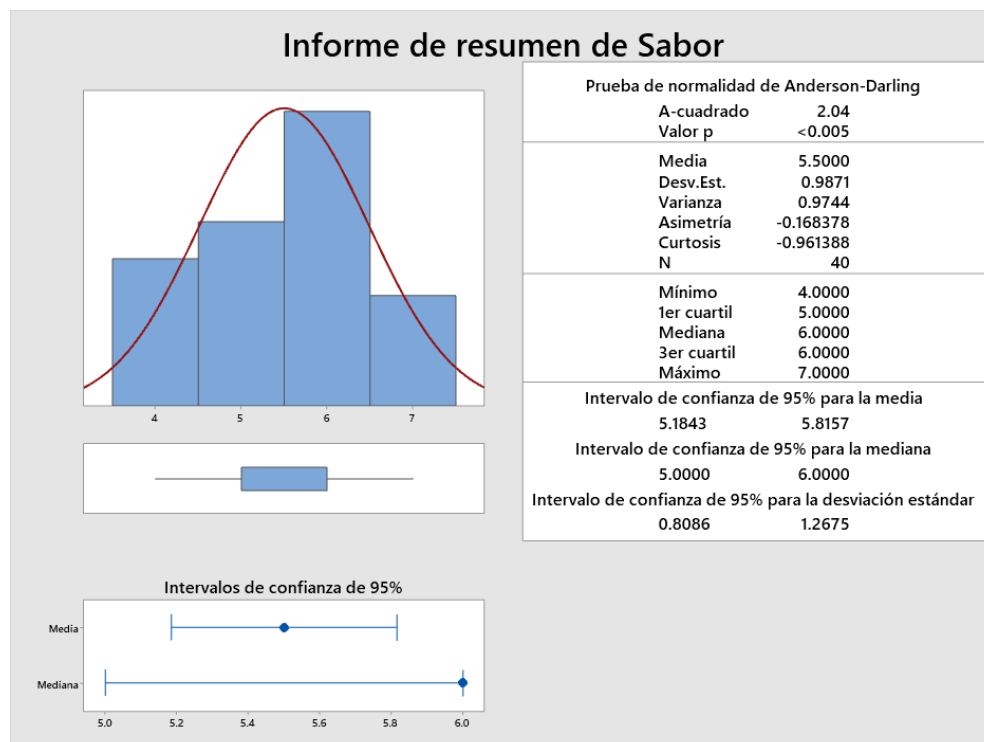 Informe de resumen de Sabor
4 5 6 7
Intervalos de confianza de 95%
Media
Mediana
5.0 5.2 5.4 5.6 5.8 6.0
Prueba de normalidad de Anderson-Darling
A-cuadrado 2.04
Valor p <0.005
Media 5.5000
Desv.Est. 0.9871
Varianza 0.9744
Asimetría -0.168378
Curtosis -0.961388
N 40
Mínimo 4.0000
1er cuartil 5.0000
Mediana 6.0000
3er cuartil 6.0000
Máximo 7.0000
Intervalo de confianza de 95% para la media
5.1843 5.8157
Intervalo de confianza de 95% para la mediana
5.0000 6.0000
Intervalo de confianza de 95% para la desviación estándar
0.8086 1.2675